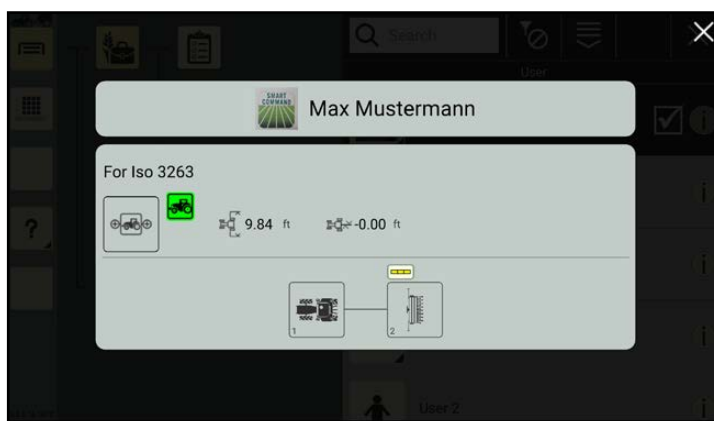 Search
User
SMART
COMMAND
Max Mustermann
For Iso 3263
9.84 ft
-0.00 ft
?
1
2
i
i
i
i
i
User 2